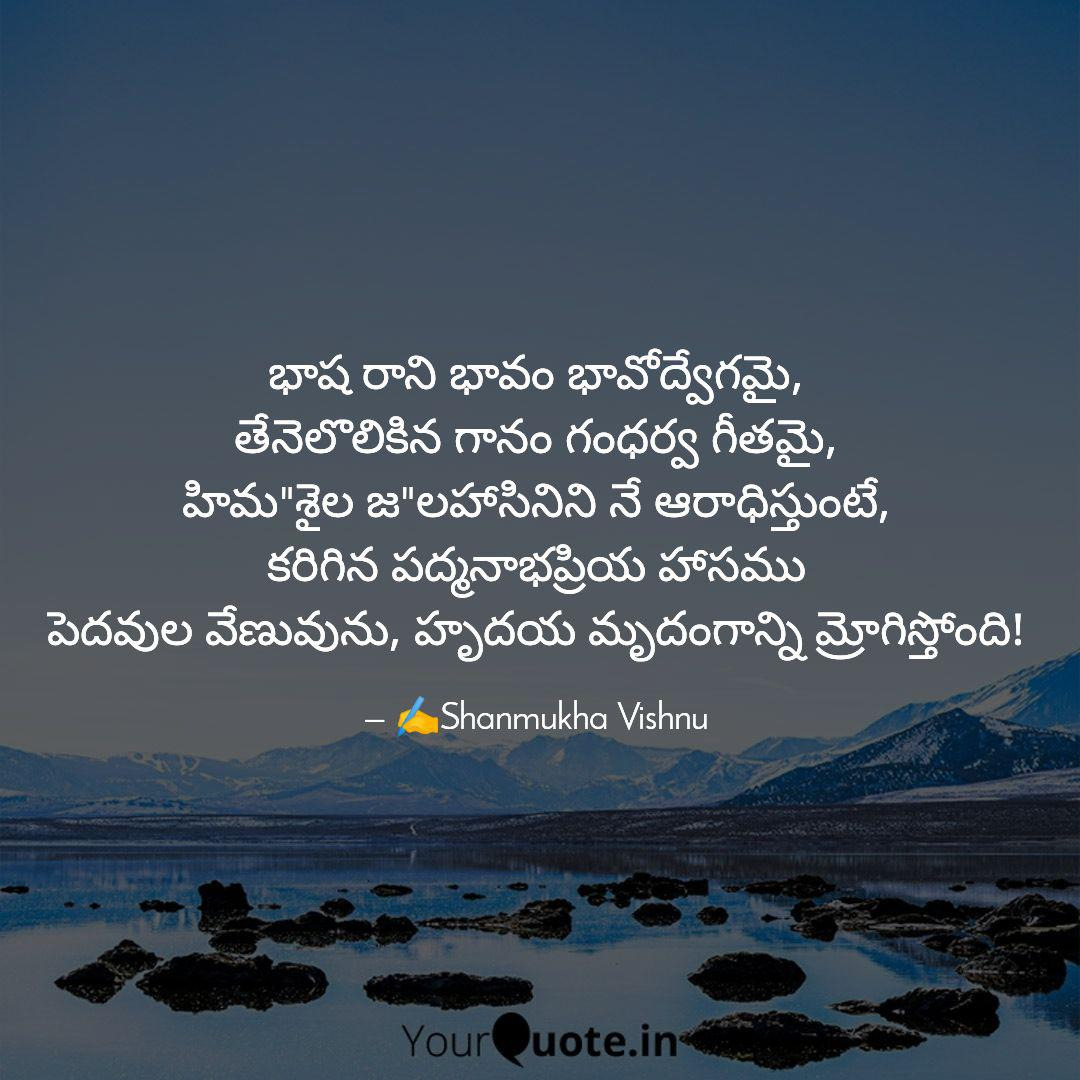 భాష రాని భావం భావోద్వేగమై,
తేనెలొలికిన గానం గంధర్వ గీతమై,
హిమ"శైల జ"లహాసినిని నే ఆరాధిస్తుంటే,
కరిగిన పద్మనాభప్రియ హాసము
పెదవుల వేణువును, హృదయ మృదంగాన్ని మ్రోగిస్తోంది!
– ✍️Shanmukha Vishnu
YourQuote.in